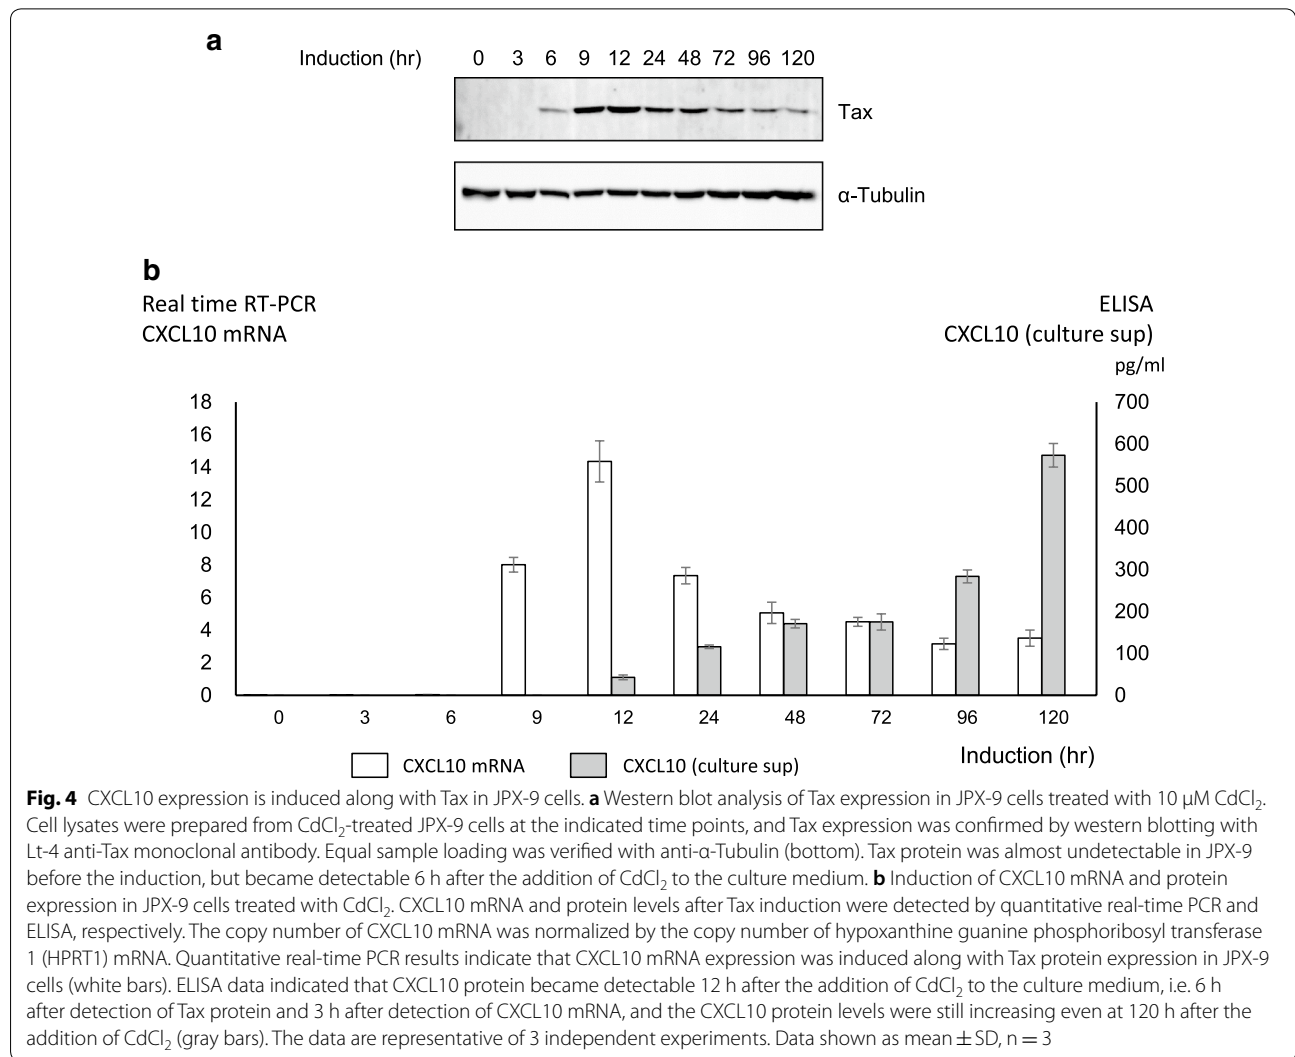 a
Induction (hr) 0 3 6 9 12 24 48 72 96 120
Tax
α-Tubulin
b
Real time RT-PCR
CXCL10 mRNA
ELISA
CXCL10 (culture sup)
pg/ml
18 700
16 600
14 500
12 400
10 300
8 200
6 100
4 0
2
0
0 3 6 9 12 24 48 72 96 120
Induction (hr)
CXCL10 mRNA CXCL10 (culture sup)
Fig. 4 CXCL10 expression is induced along with Tax in JPX-9 cells. a Western blot analysis of Tax expression in JPX-9 cells treated with 10 μM CdCl₂.
Cell lysates were prepared from CdCl₂-treated JPX-9 cells at the indicated time points, and Tax expression was confirmed by western blotting with
Lt-4 anti-Tax monoclonal antibody. Equal sample loading was verified with anti-α-Tubulin (bottom). Tax protein was almost undetectable in JPX-9
before the induction, but became detectable 6 h after the addition of CdCl₂ to the culture medium. b Induction of CXCL10 mRNA and protein
expression in JPX-9 cells treated with CdCl₂. CXCL10 mRNA and protein levels after Tax induction were detected by quantitative real-time PCR and
ELISA, respectively. The copy number of CXCL10 mRNA was normalized by the copy number of hypoxanthine guanine phosphoribosyl transferase
1 (HPRT1) mRNA. Quantitative real-time PCR results indicate that CXCL10 mRNA expression was induced along with Tax protein expression in JPX-9
cells (white bars). ELISA data indicated that CXCL10 protein became detectable 12 h after the addition of CdCl₂ to the culture medium, i.e. 6 h
after detection of Tax protein and 3 h after detection of CXCL10 mRNA, and the CXCL10 protein levels were still increasing even at 120 h after the
addition of CdCl₂ (gray bars). The data are representative of 3 independent experiments. Data shown as mean ± SD, n = 3